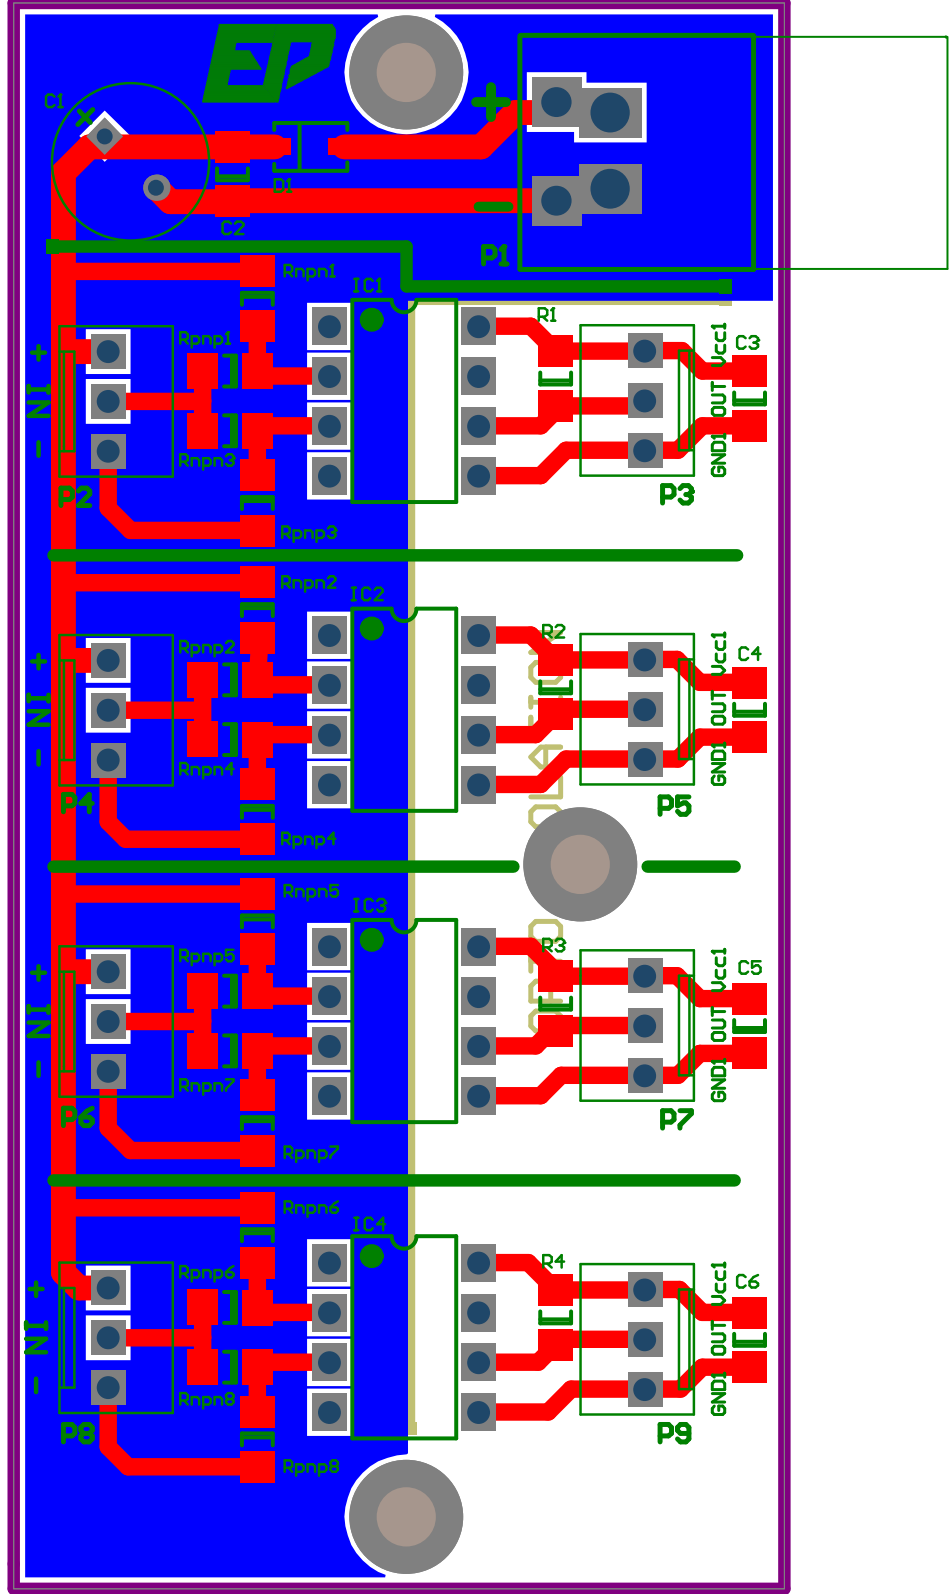 EP
C1
+
D1
C2
P1
Rnpn1
IC1
R1
Rpnp1
Vcc1
C3
+
IN
-
OUT
Rnpn3
GND1
P2
P3
Rpnp3
Rnpn2
IC2
R2
Rpnp2
Vcc1
C4
+
IN
-
OUT
Rnpn4
GND1
P4
P5
Rpnp4
Rnpn5
IC3
R3
Rpnp5
Vcc1
C5
+
IN
-
OUT
Rnpn7
GND1
P6
P7
Rpnp7
Rnpn6
IC4
R4
Rpnp6
Vcc1
C6
+
IN
-
OUT
Rnpn8
GND1
P8
P9
Rpnp8